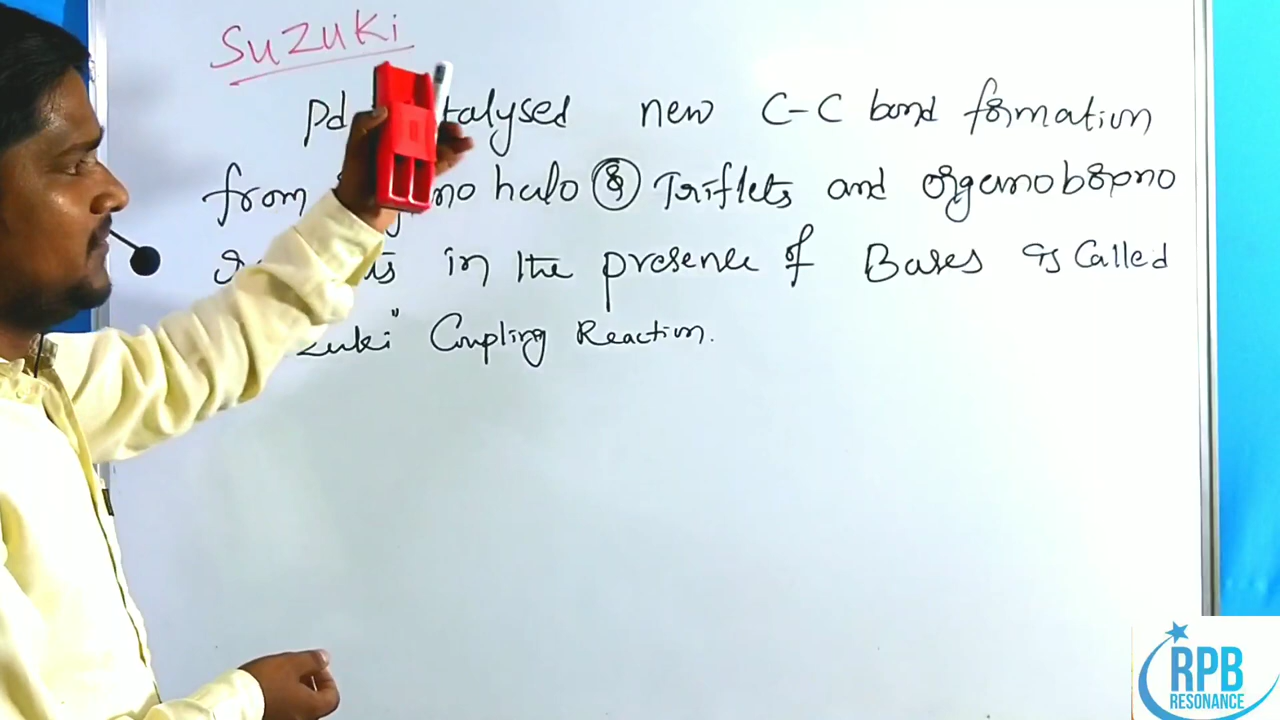 Suzuki
Pd talysed new C-C bond formation
from no halo or Triflets and organoborono
in the presence of Bases is called
zuki" Coupling Reaction.
RPB
RESONANCE